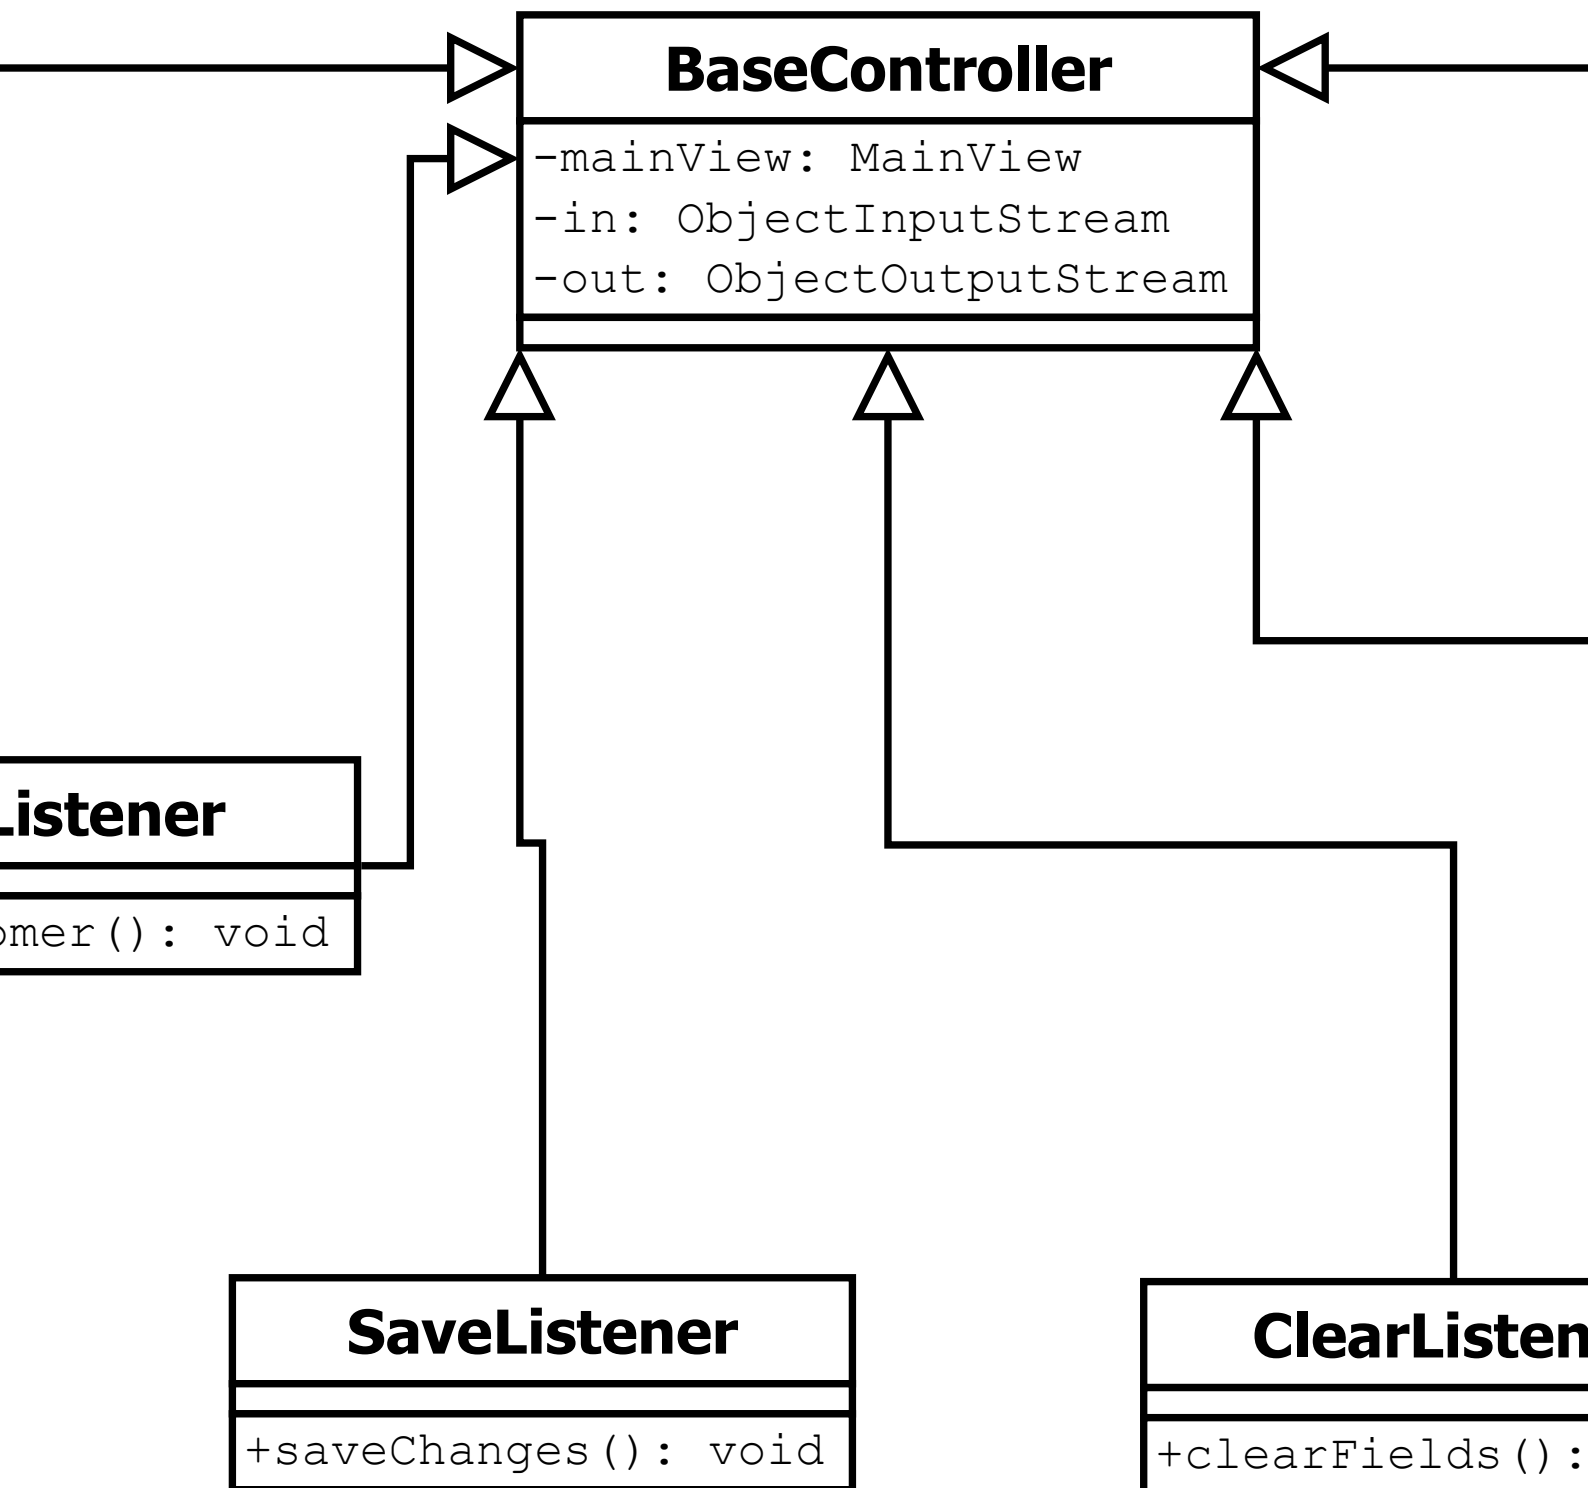 BaseController
-mainView: MainView
-in: ObjectInputStream
-out: ObjectOutputStream
Listener
omer(): void
SaveListener
+saveChanges(): void
ClearListen
+clearFields():